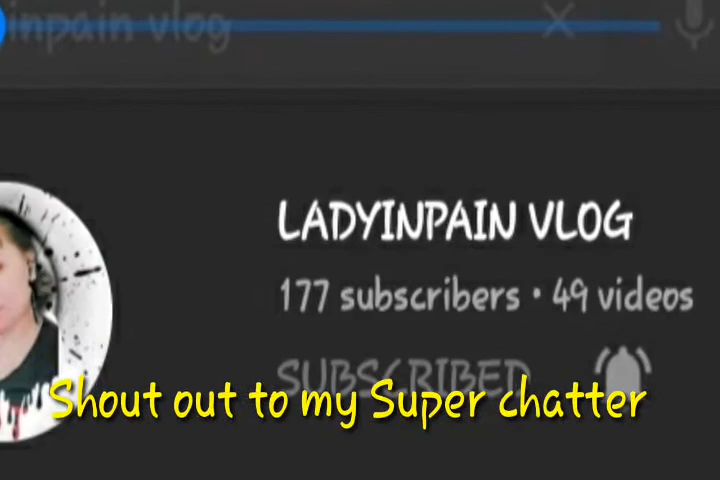 inpain vlog
LADYINPAIN VLOG
177 subscribers • 49 videos
SUBSCRIBED
Shout out to my Super chatter